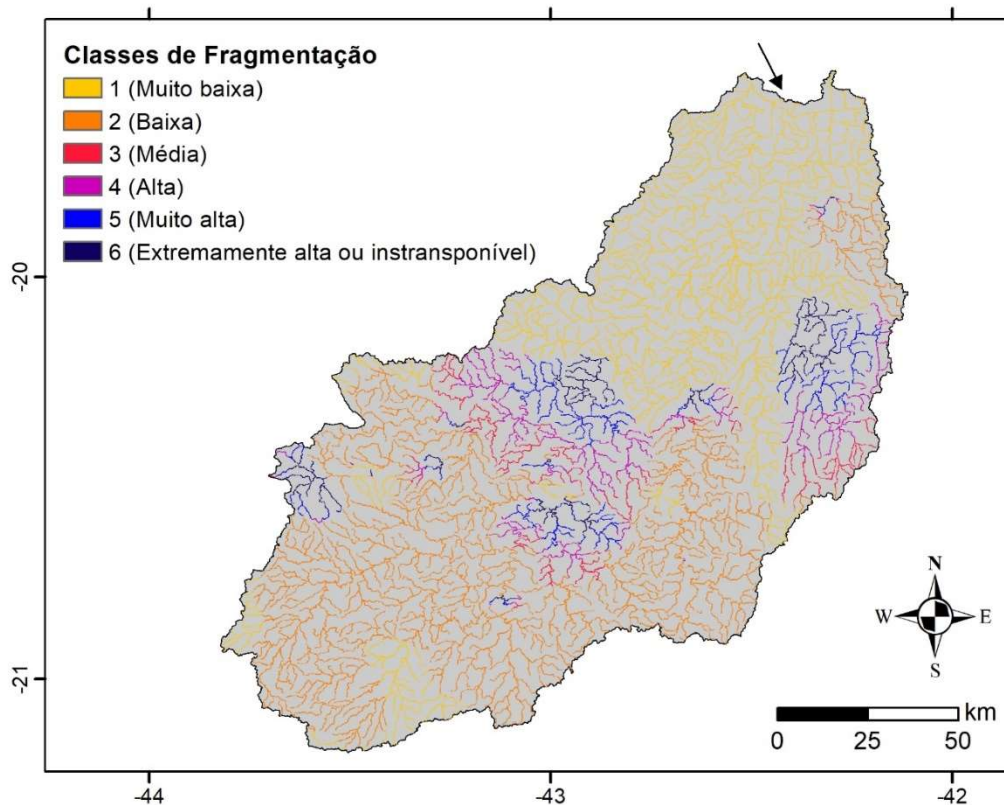 Classes de Fragmentação
1 (Muito baixa)
2 (Baixa)
3 (Média)
4 (Alta)
5 (Muito alta)
6 (Extremamente alta ou instransponível)
-20
-21
N
W E
S
km
0 25 50
-44 -43 -42